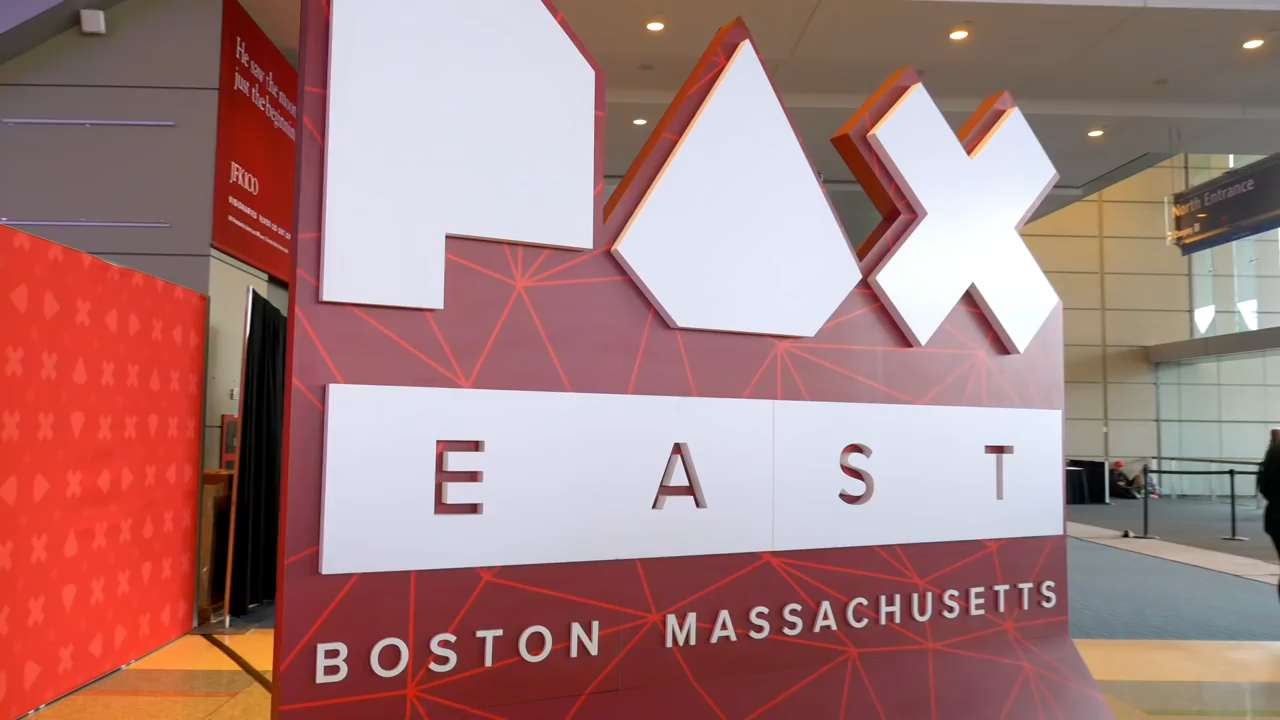 He saw the moon
just the beginning
JFK100
PAX
EAST
BOSTON MASSACHUSETTS
North Entrance